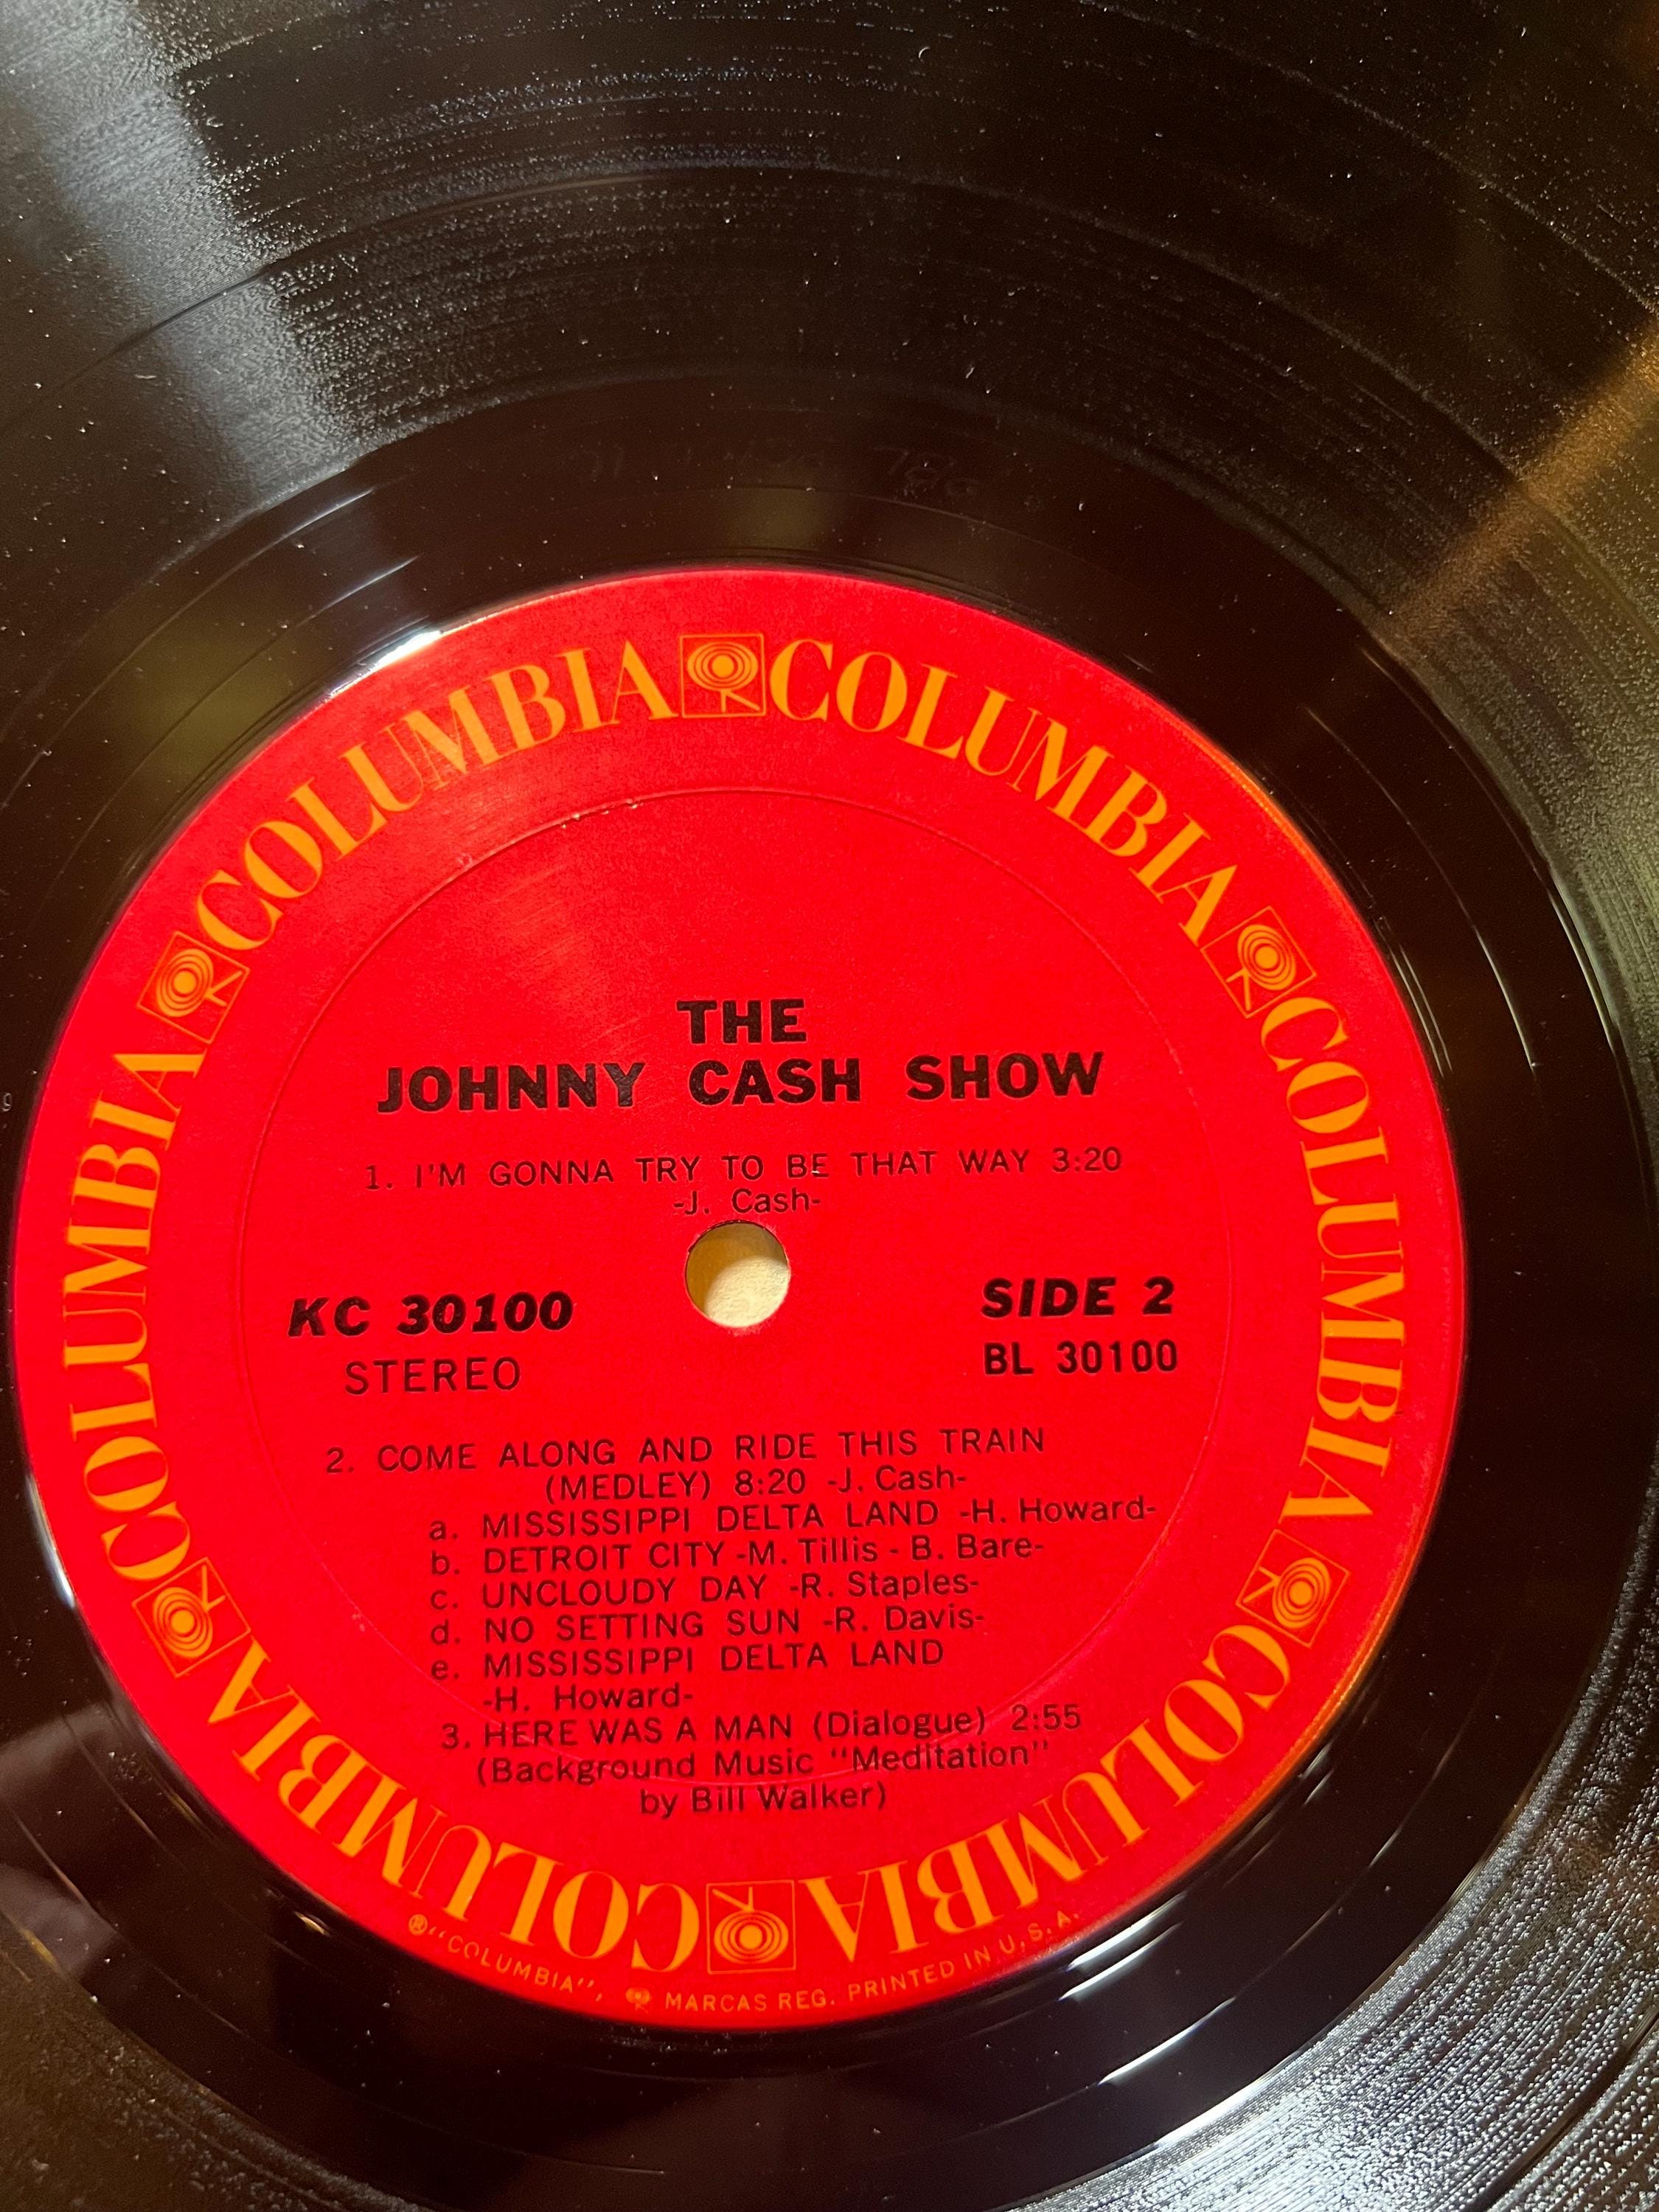 COLUMBIA COLUMBIA COLUMBIA COLUMBIA COLUMBIA COLUMBIA
THE
JOHNNY CASH SHOW
1. I'M GONNA TRY TO BE THAT WAY 3:20
-J. Cash-
KC 30100
STEREO
SIDE 2
BL 30100
2. COME ALONG AND RIDE THIS TRAIN
(MEDLEY) 8:20 -J. Cash-
a. MISSISSIPPI DELTA LAND -H. Howard-
b. DETROIT CITY -M. Tillis - B. Bare-
c. UNCLOUDY DAY -R. Staples-
d. NO SETTING SUN -R. Davis-
e. MISSISSIPPI DELTA LAND
-H. Howard-
3. HERE WAS A MAN (Dialogue) 2:55
(Background Music "Meditation"
by Bill Walker)
® "COLUMBIA", MARCAS REG. PRINTED IN U.S.A.